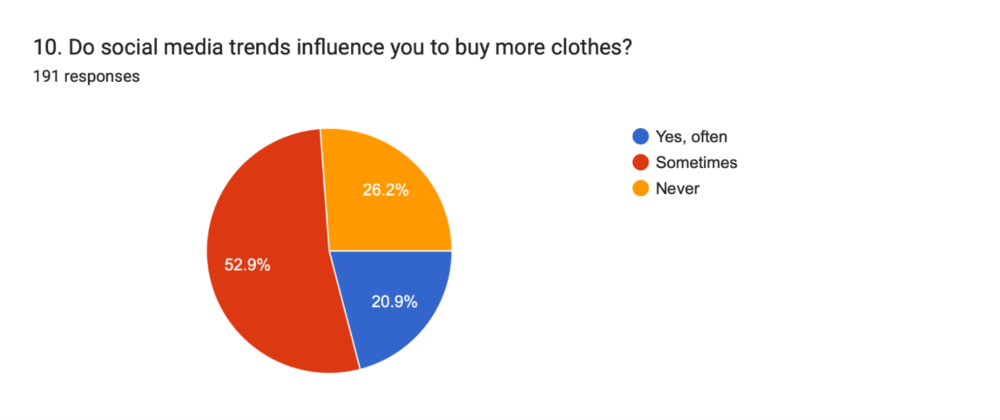 10. Do social media trends influence you to buy more clothes?
191 responses
Yes, often
Sometimes
Never
26.2%
52.9%
20.9%